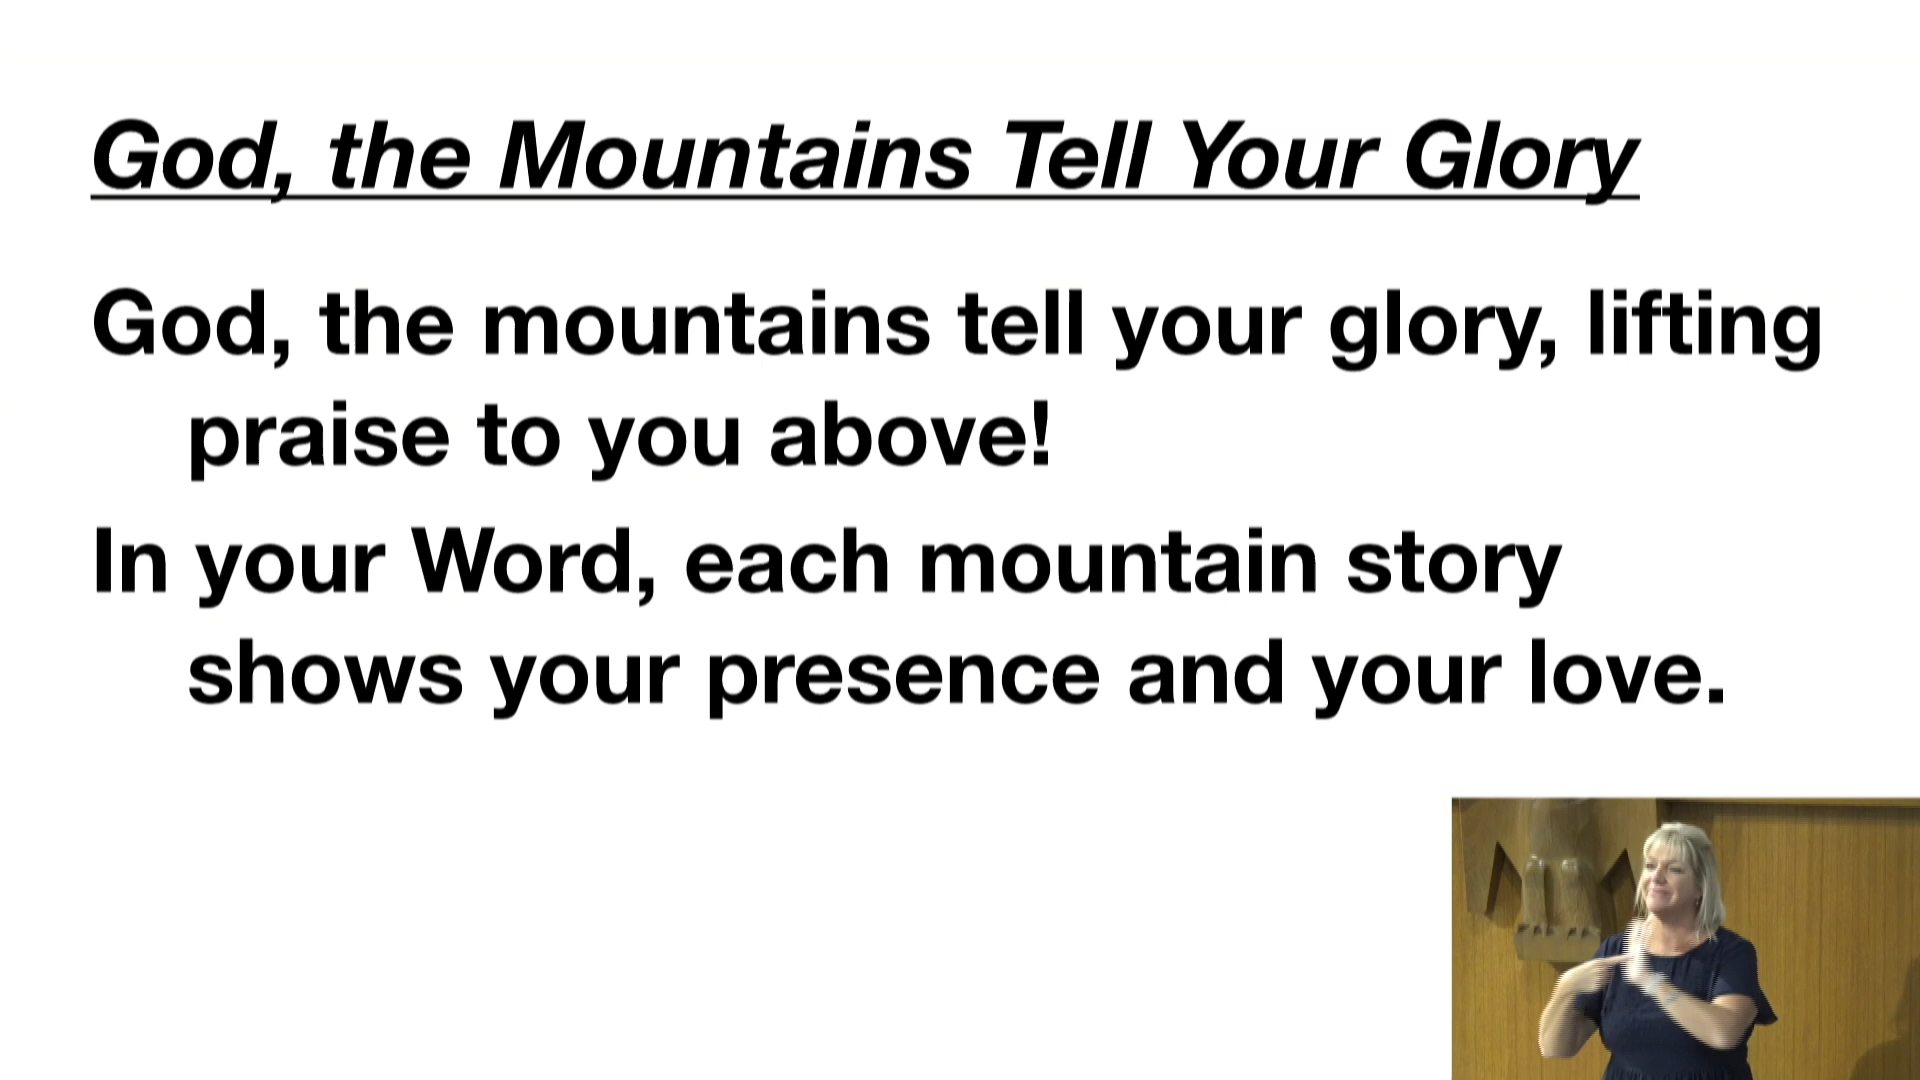 God, the Mountains Tell Your Glory
God, the mountains tell your glory, lifting
praise to you above!
In your Word, each mountain story
shows your presence and your love.